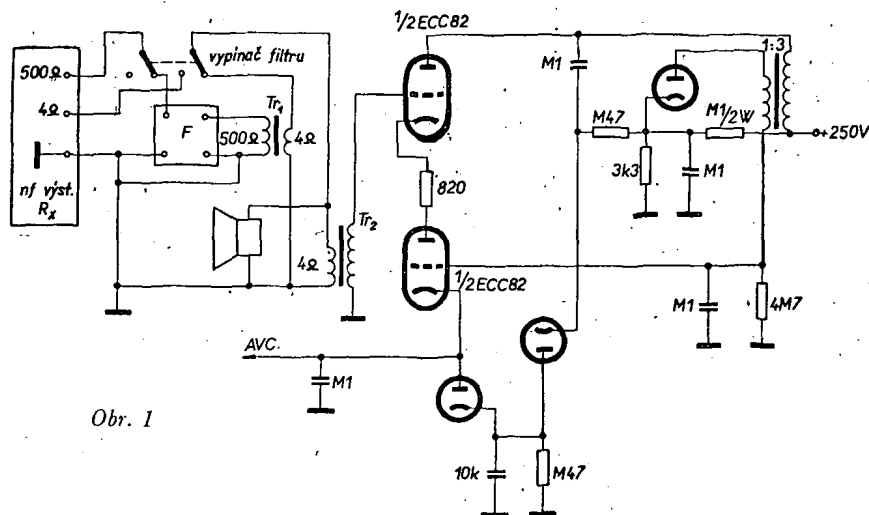 1/2ECC82
vypínač filtru
500Ω
4Ω
F
Tr1
500Ω
4Ω
nf výst.
Rx
4Ω
Tr2
820
1/2ECC82
M1
M47
M1/2W
1:3
+250V
3k3
M1
M1
4M7
AVC.
M1
10k
M47
Obr. 1